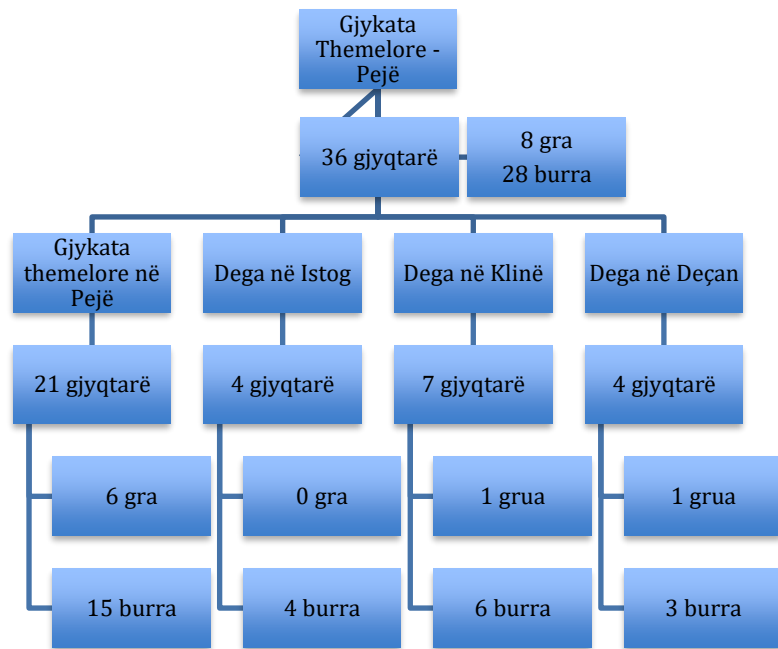 Gjykata
Themelore -
Pejë
36 gjyqtarë
8 gra
28 burra
Gjykata
themelore në
Pejë
Dega në Istog
Dega në Klinë
Dega në Deçan
21 gjyqtarë
4 gjyqtarë
7 gjyqtarë
4 gjyqtarë
6 gra
0 gra
1 grua
1 grua
15 burra
4 burra
6 burra
3 burra